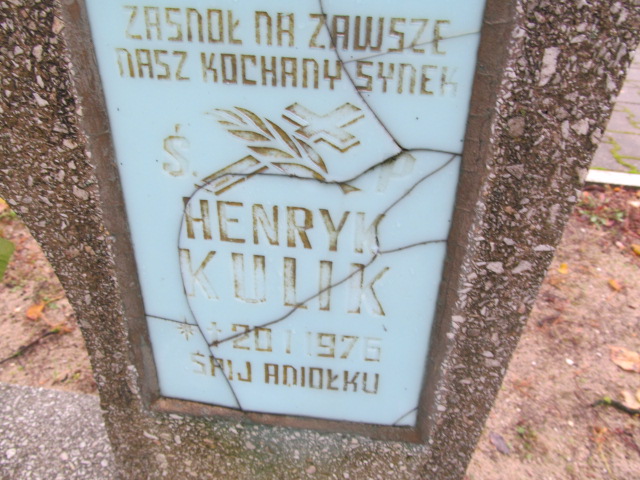 ZASNOŁ NA ZAWSZE
NASZ KOCHANY SYNEK
Ś. P
HENRYK
KULIK
* † 20 I 1976
ŚPIJ ANIOŁKU